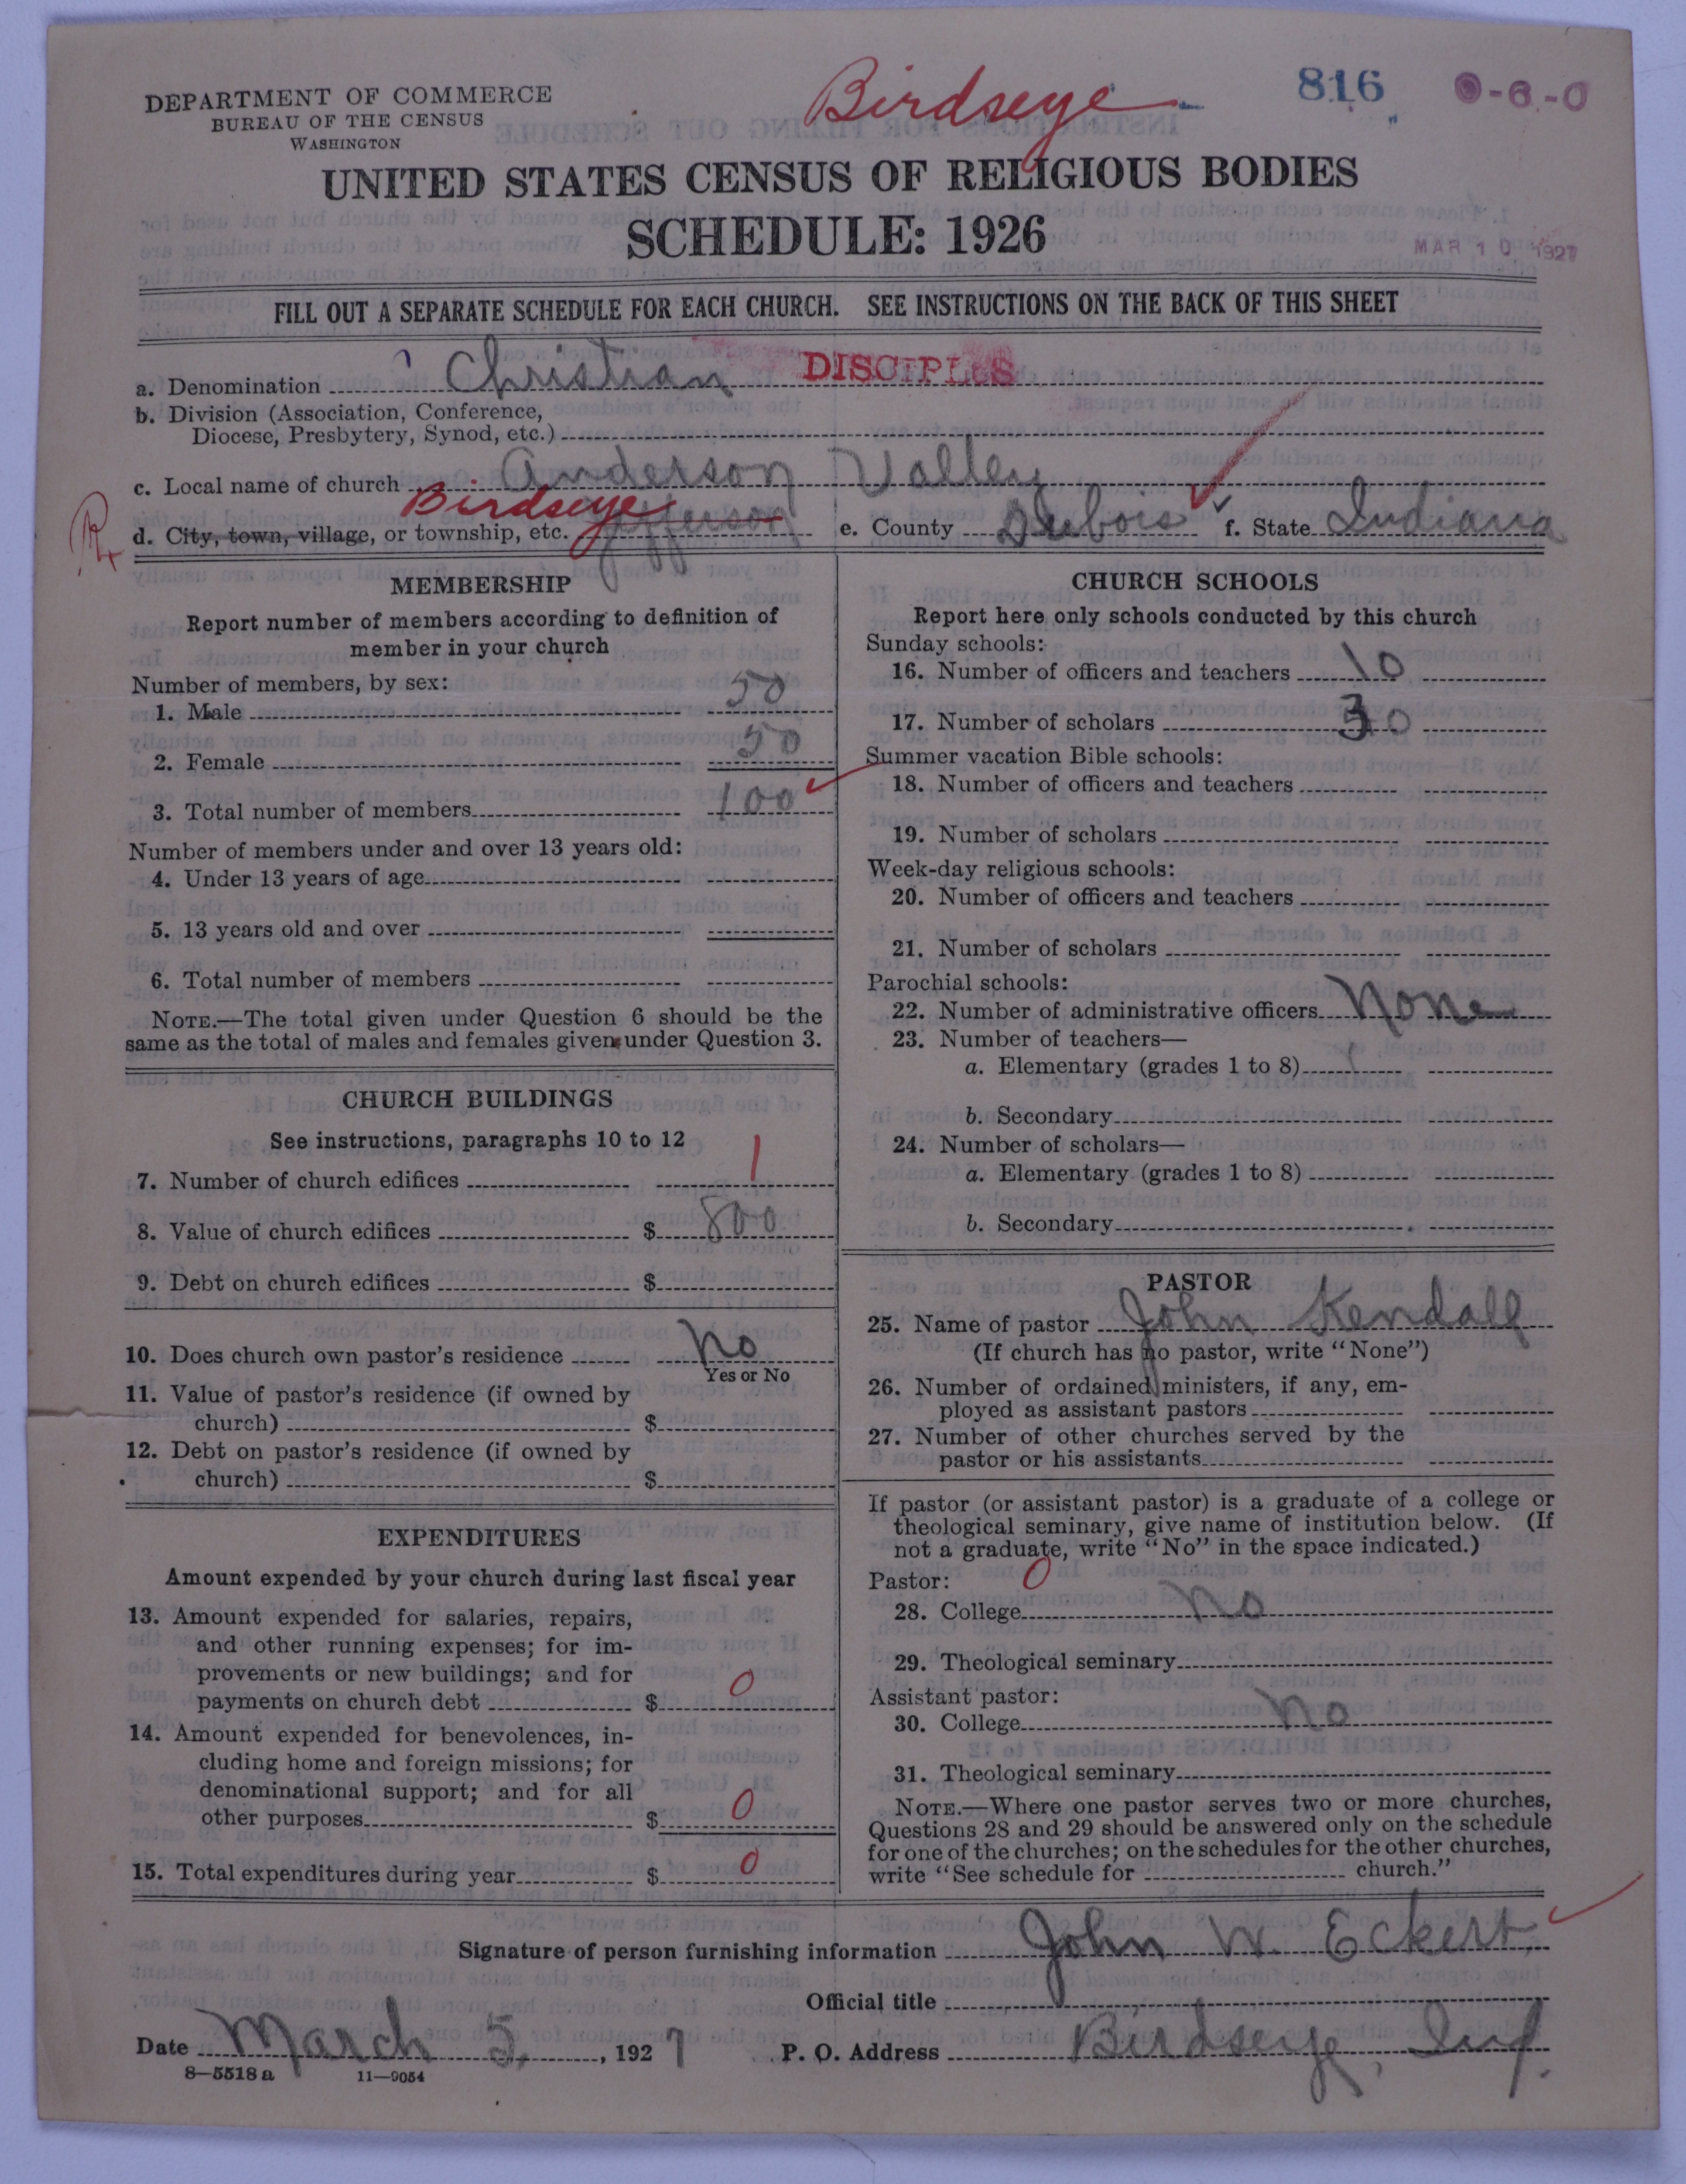 DEPARTMENT OF COMMERCE
BUREAU OF THE CENSUS
WASHINGTON
Birdseye
816
0-6-0
UNITED STATES CENSUS OF RELIGIOUS BODIES
SCHEDULE: 1926
MAR 10 1927
FILL OUT A SEPARATE SCHEDULE FOR EACH CHURCH. SEE INSTRUCTIONS ON THE BACK OF THIS SHEET
a. Denomination Christian DISCIPLES
b. Division (Association, Conference,
Diocese, Presbytery, Synod, etc.)
c. Local name of church Anderson Valley
d. City, town, village, or township, etc. Birdseye Jefferson e. County Dubois f. State Indiana
MEMBERSHIP
Report number of members according to definition of
member in your church
Number of members, by sex:
1. Male 50
2. Female 50
3. Total number of members 100
Number of members under and over 13 years old:
4. Under 13 years of age
5. 13 years old and over
6. Total number of members
NOTE.—The total given under Question 6 should be the
same as the total of males and females given under Question 3.
CHURCH BUILDINGS
See instructions, paragraphs 10 to 12
7. Number of church edifices 1
8. Value of church edifices $ 800
9. Debt on church edifices $
10. Does church own pastor's residence No
Yes or No
11. Value of pastor's residence (if owned by
church) $
12. Debt on pastor's residence (if owned by
church) $
EXPENDITURES
Amount expended by your church during last fiscal year
13. Amount expended for salaries, repairs,
and other running expenses; for im-
provements or new buildings; and for
payments on church debt $ 0
14. Amount expended for benevolences, in-
cluding home and foreign missions; for
denominational support; and for all
other purposes $ 0
15. Total expenditures during year $ 0
CHURCH SCHOOLS
Report here only schools conducted by this church
Sunday schools:
16. Number of officers and teachers 10
17. Number of scholars 30
Summer vacation Bible schools:
18. Number of officers and teachers
19. Number of scholars
Week-day religious schools:
20. Number of officers and teachers
21. Number of scholars
Parochial schools:
22. Number of administrative officers None
23. Number of teachers—
a. Elementary (grades 1 to 8)
b. Secondary
24. Number of scholars—
a. Elementary (grades 1 to 8)
b. Secondary
PASTOR
25. Name of pastor John Kendall
(If church has no pastor, write "None")
26. Number of ordained ministers, if any, em-
ployed as assistant pastors
27. Number of other churches served by the
pastor or his assistants
If pastor (or assistant pastor) is a graduate of a college or
theological seminary, give name of institution below. (If
not a graduate, write "No" in the space indicated.)
Pastor: 0
28. College No
29. Theological seminary
Assistant pastor:
30. College No
31. Theological seminary
NOTE.—Where one pastor serves two or more churches,
Questions 28 and 29 should be answered only on the schedule
for one of the churches; on the schedules for the other churches,
write "See schedule for church."
Signature of person furnishing information John W. Eckert
Official title
Date March 5, 1927 P. O. Address Birdseye, Ind.
8—5518 a 11—9054